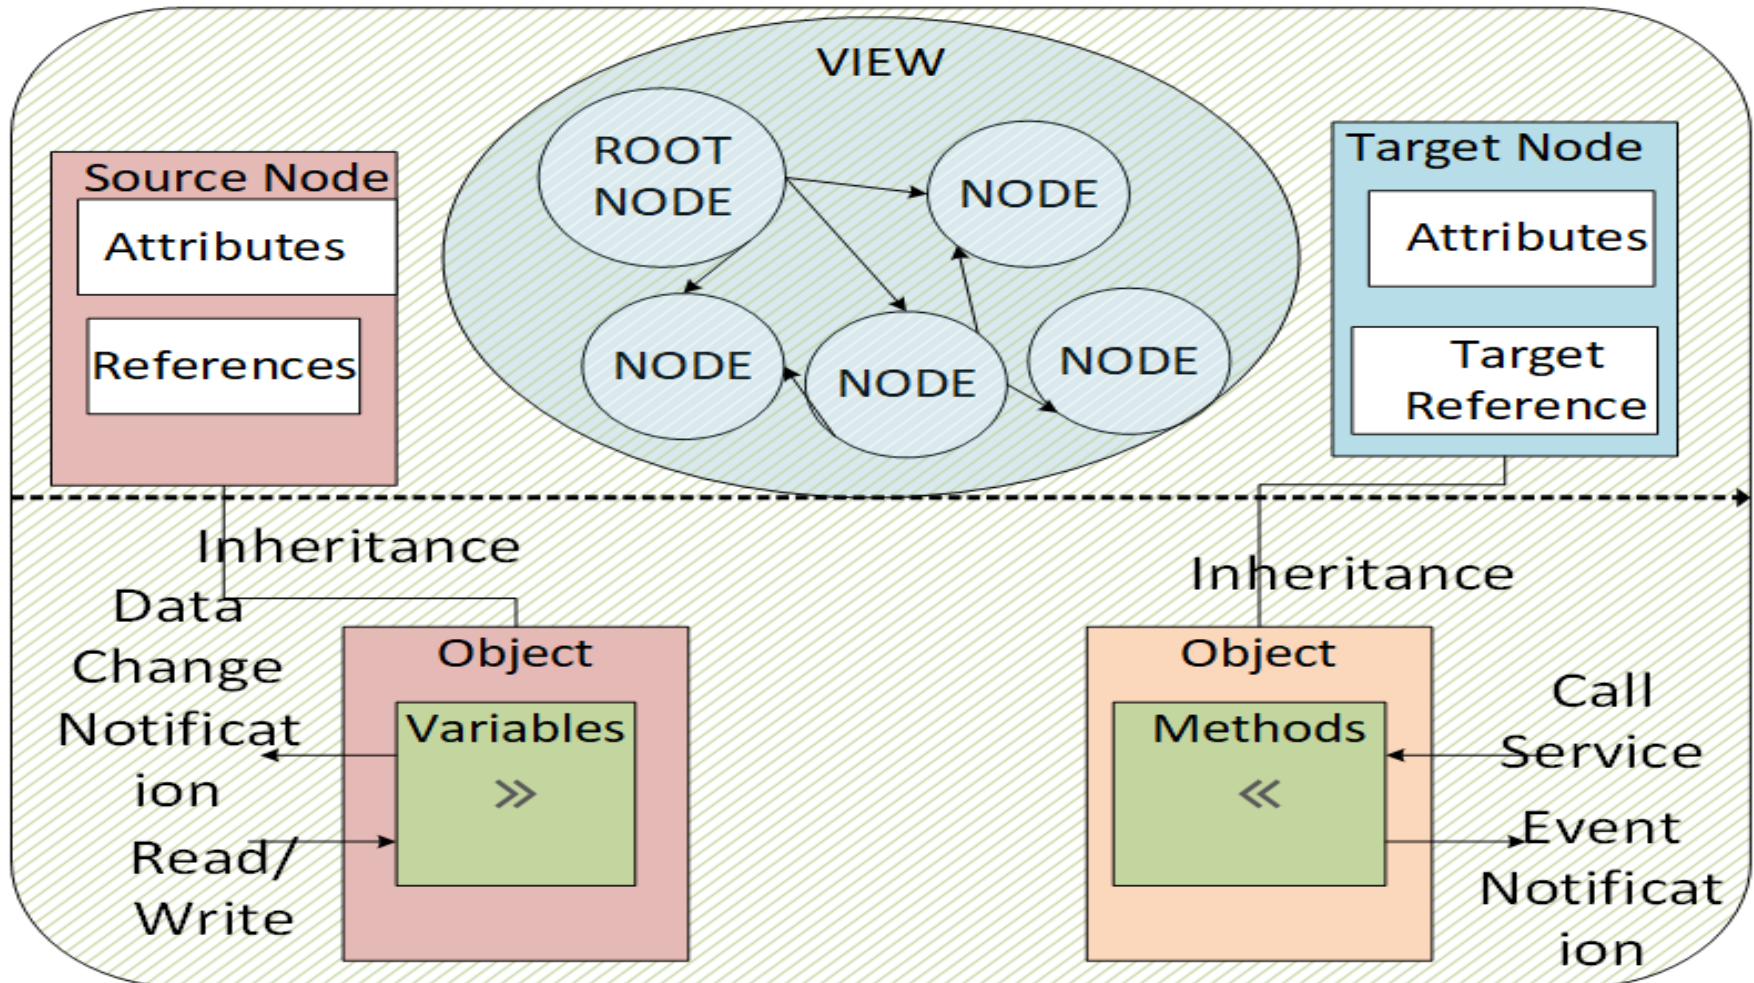 VIEW
ROOT
NODE
NODE
NODE
NODE
NODE
Source Node
Attributes
References
Target Node
Attributes
Target
Reference
Inheritance
Inheritance
Data
Change
Notificat
ion
Read/
Write
Object
Variables
>>
Object
Methods
<<
Call
Service
Event
Notificat
ion